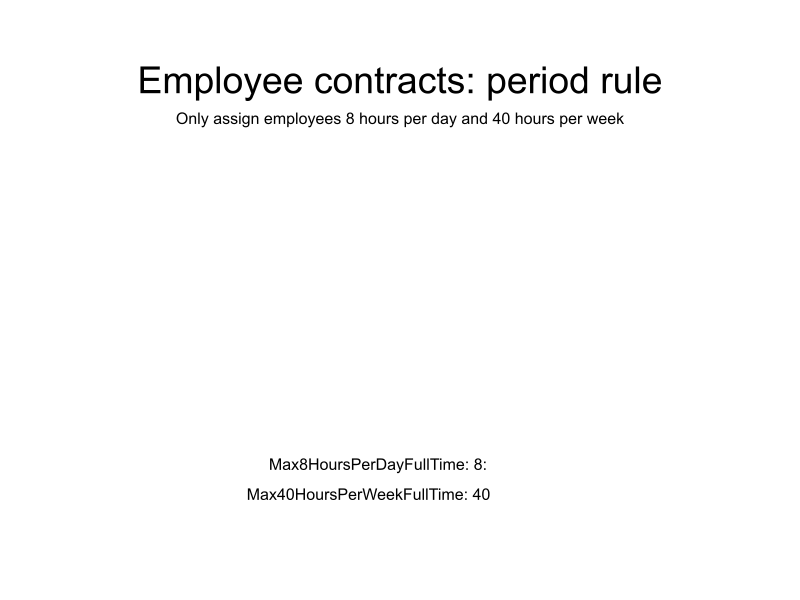 Employee contracts: period rule
Only assign employees 8 hours per day and 40 hours per week
Max8HoursPerDayFullTime: 8:
Max40HoursPerWeekFullTime: 40